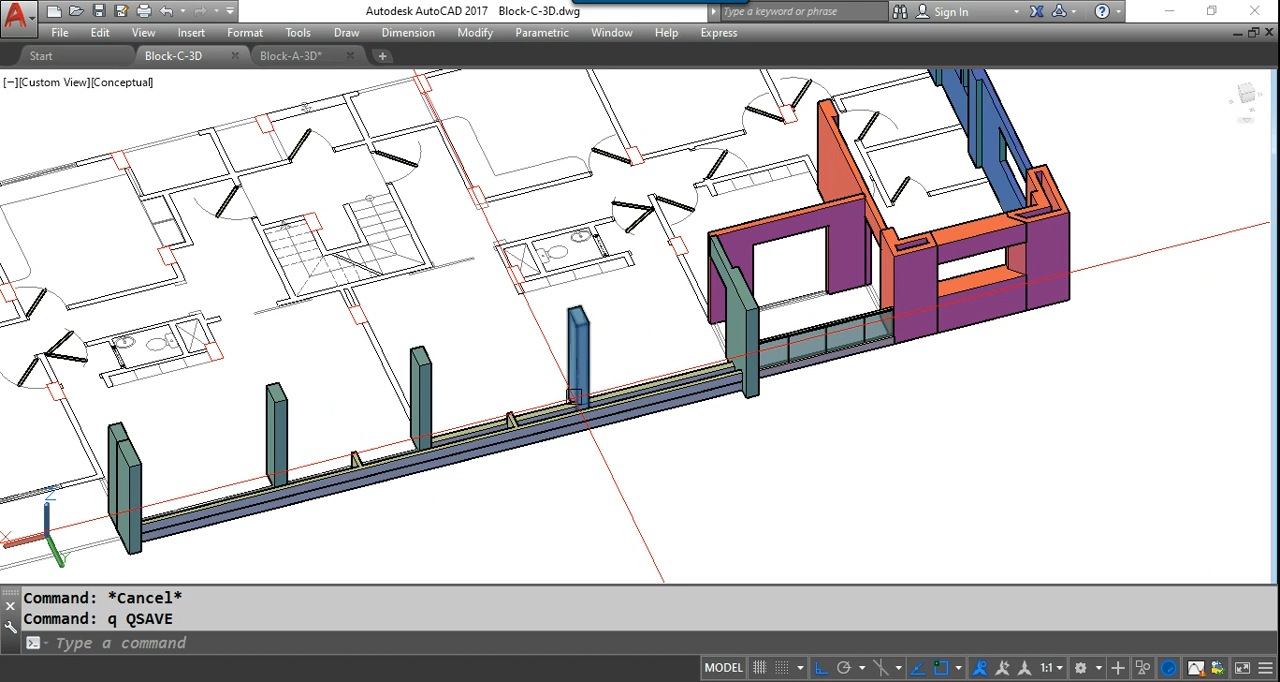 Autodesk AutoCAD 2017 Block-C-3D.dwg
Type a keyword or phrase
Sign In
File Edit View Insert Format Tools Draw Dimension Modify Parametric Window Help Express
Start Block-C-3D Block-A-3D*
[−][Custom View][Conceptual]
Z
X
Y
Command: *Cancel*
Command: q QSAVE
Type a command
MODEL 1:1